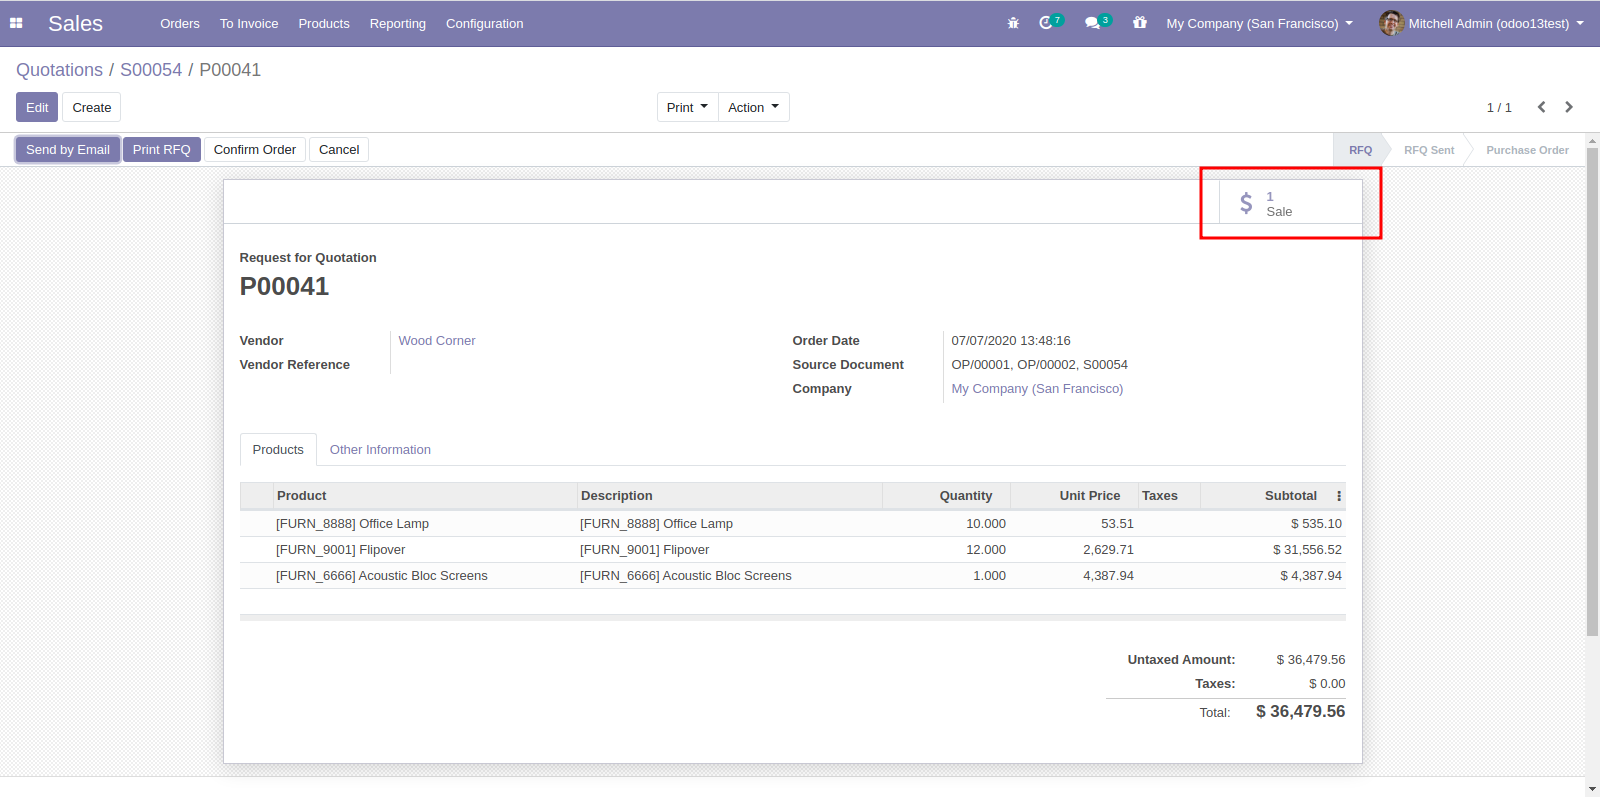 Sales Orders To Invoice Products Reporting Configuration 7 3 My Company (San Francisco) Mitchell Admin (odoo13test)
Quotations / S00054 / P00041
Edit Create Print Action 1 / 1
Send by Email Print RFQ Confirm Order Cancel RFQ RFQ Sent Purchase Order
$ 1
Sale
Request for Quotation
P00041
Vendor Wood Corner Order Date 07/07/2020 13:48:16
Vendor Reference Source Document OP/00001, OP/00002, S00054
Company My Company (San Francisco)
Products Other Information
Product Description Quantity Unit Price Taxes Subtotal
[FURN_8888] Office Lamp [FURN_8888] Office Lamp 10.000 53.51 $ 535.10
[FURN_9001] Flipover [FURN_9001] Flipover 12.000 2,629.71 $ 31,556.52
[FURN_6666] Acoustic Bloc Screens [FURN_6666] Acoustic Bloc Screens 1.000 4,387.94 $ 4,387.94
Untaxed Amount: $ 36,479.56
Taxes: $ 0.00
Total: $ 36,479.56